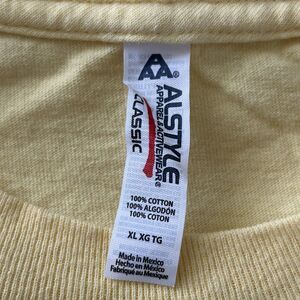 AAA®
ALSTYLE
APPAREL&ACTIVEWEAR®
CLASSIC
100% COTTON
100% ALGODÓN
100% COTON
XL XG TG
Made in Mexico
Hecho en México
Fabriqué au Mexique